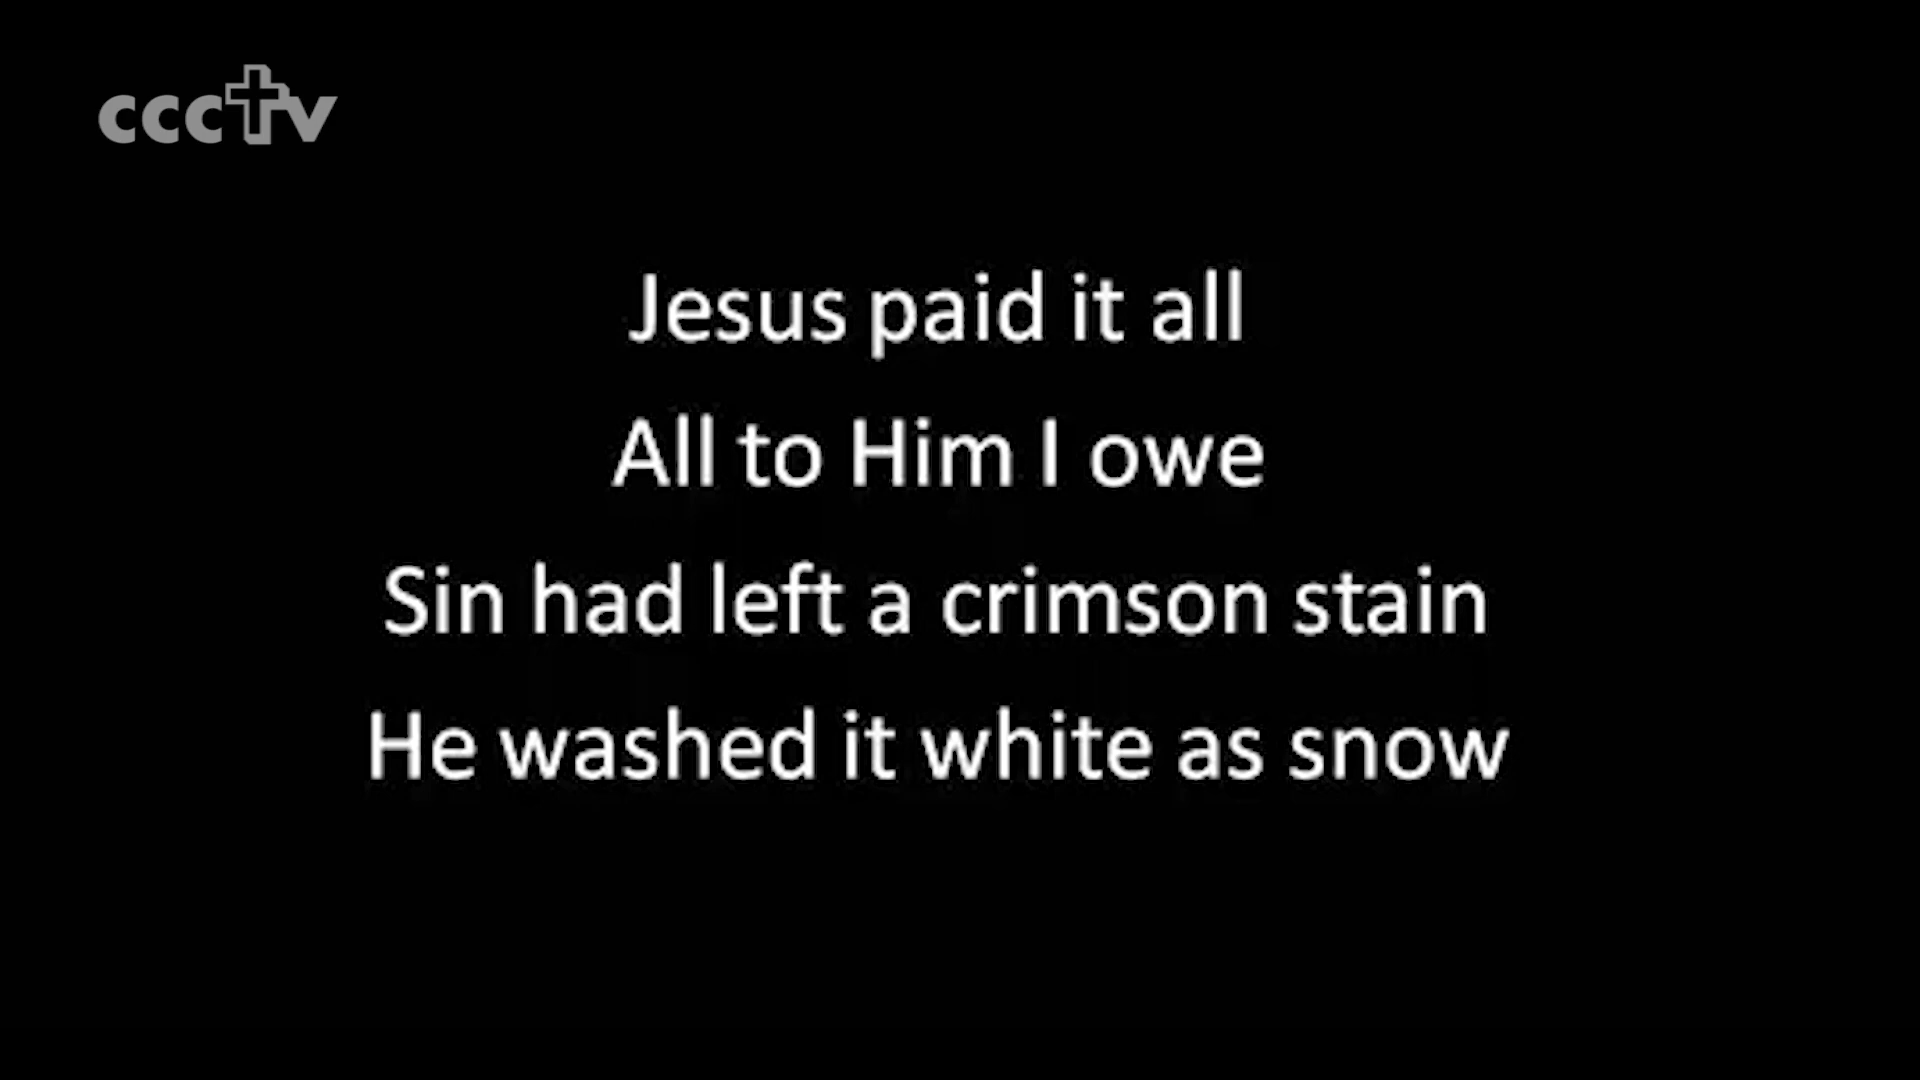 ccctv
Jesus paid it all
All to Him I owe
Sin had left a crimson stain
He washed it white as snow